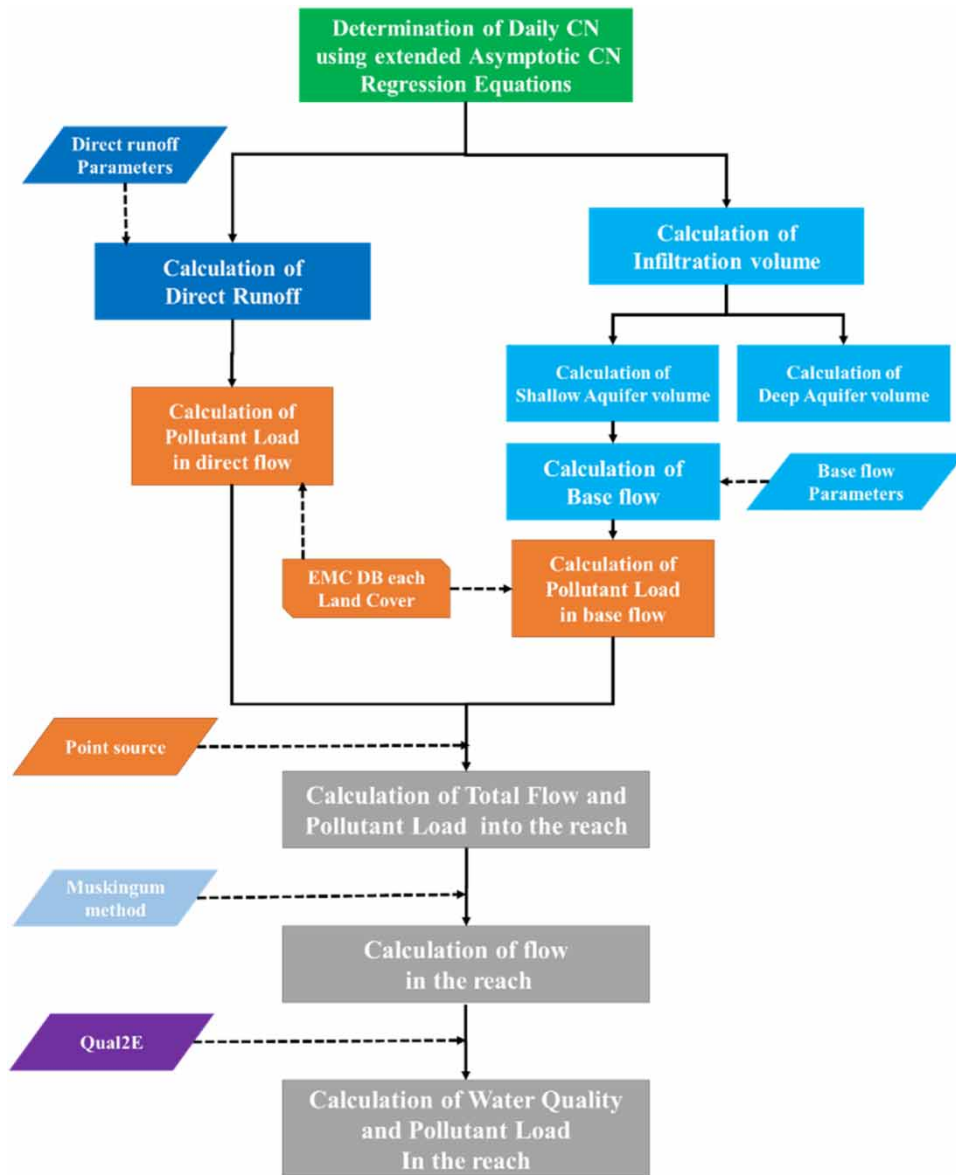 Determination of Daily CN
using extended Asymptotic CN
Regression Equations
Direct runoff
Parameters
Calculation of
Direct Runoff
Calculation of
Infiltration volume
Calculation of
Shallow Aquifer volume
Calculation of
Deep Aquifer volume
Calculation of
Pollutant Load
in direct flow
Calculation of
Base flow
Base flow
Parameters
EMC DB each
Land Cover
Calculation of
Pollutant Load
in base flow
Point source
Calculation of Total Flow and
Pollutant Load into the reach
Muskingum
method
Calculation of flow
in the reach
Qual2E
Calculation of Water Quality
and Pollutant Load
In the reach